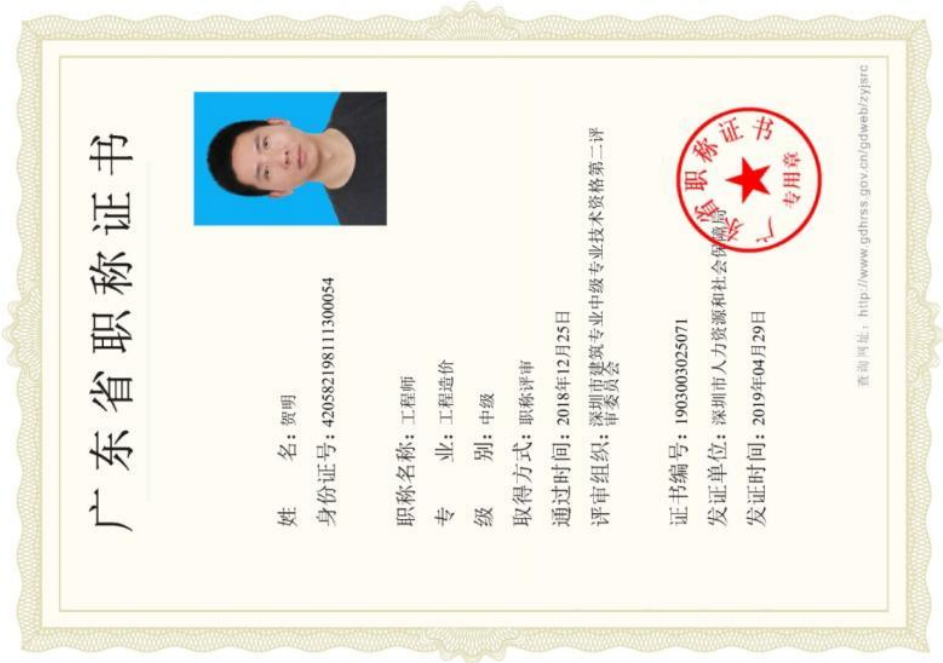 广东省职称证书
姓 名：贺明
身份证号：420582198111300054
职称名称：工程师
专 业：工程造价
级 别：中级
取得方式：职称评审
通过时间：2018年12月25日
评审组织：深圳市建筑专业中级专业技术资格第二评
审委员会
证书编号：1903003025071
发证单位：深圳市人力资源和社会保障局
发证时间：2019年04月29日
广东省职称证书
专用章
查询网址：http://www.gdhrss.gov.cn/gdweb/zyjsrc